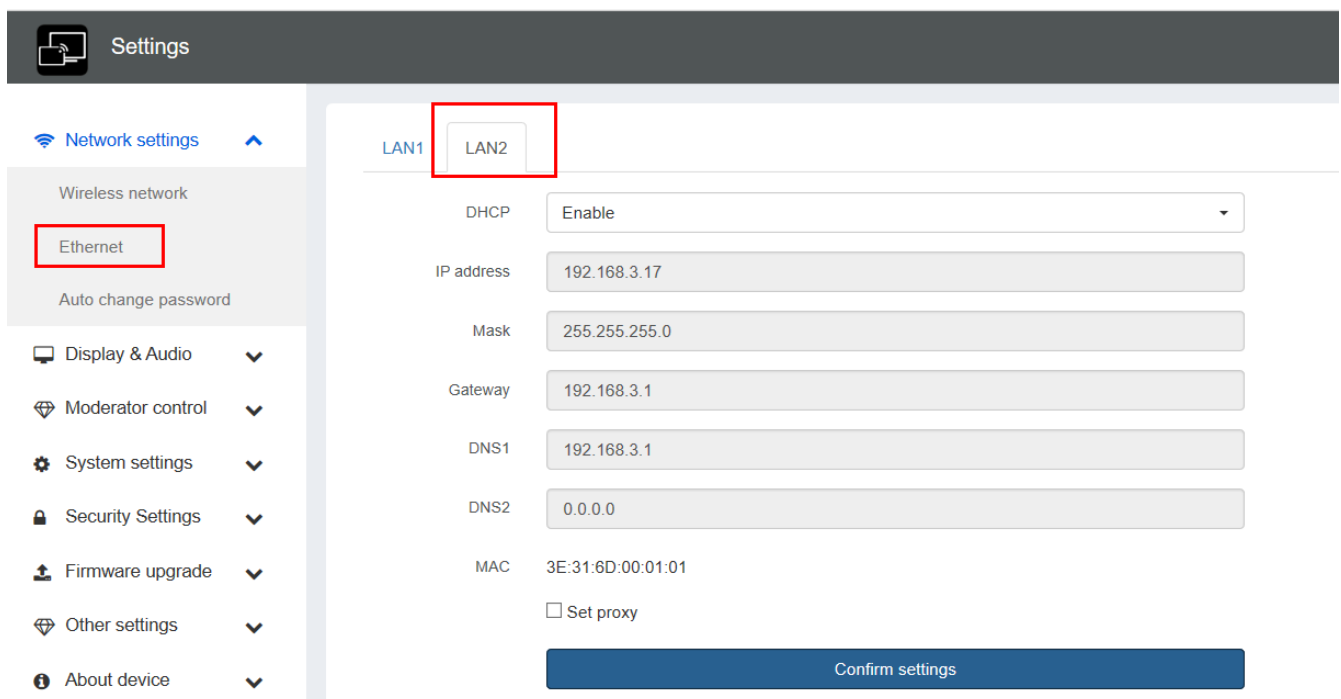 Settings
Network settings
Wireless network
Ethernet
Auto change password
Display & Audio
Moderator control
System settings
Security Settings
Firmware upgrade
Other settings
About device
LAN1 LAN2
DHCP Enable
IP address 192.168.3.17
Mask 255.255.255.0
Gateway 192.168.3.1
DNS1 192.168.3.1
DNS2 0.0.0.0
MAC 3E:31:6D:00:01:01
Set proxy
Confirm settings